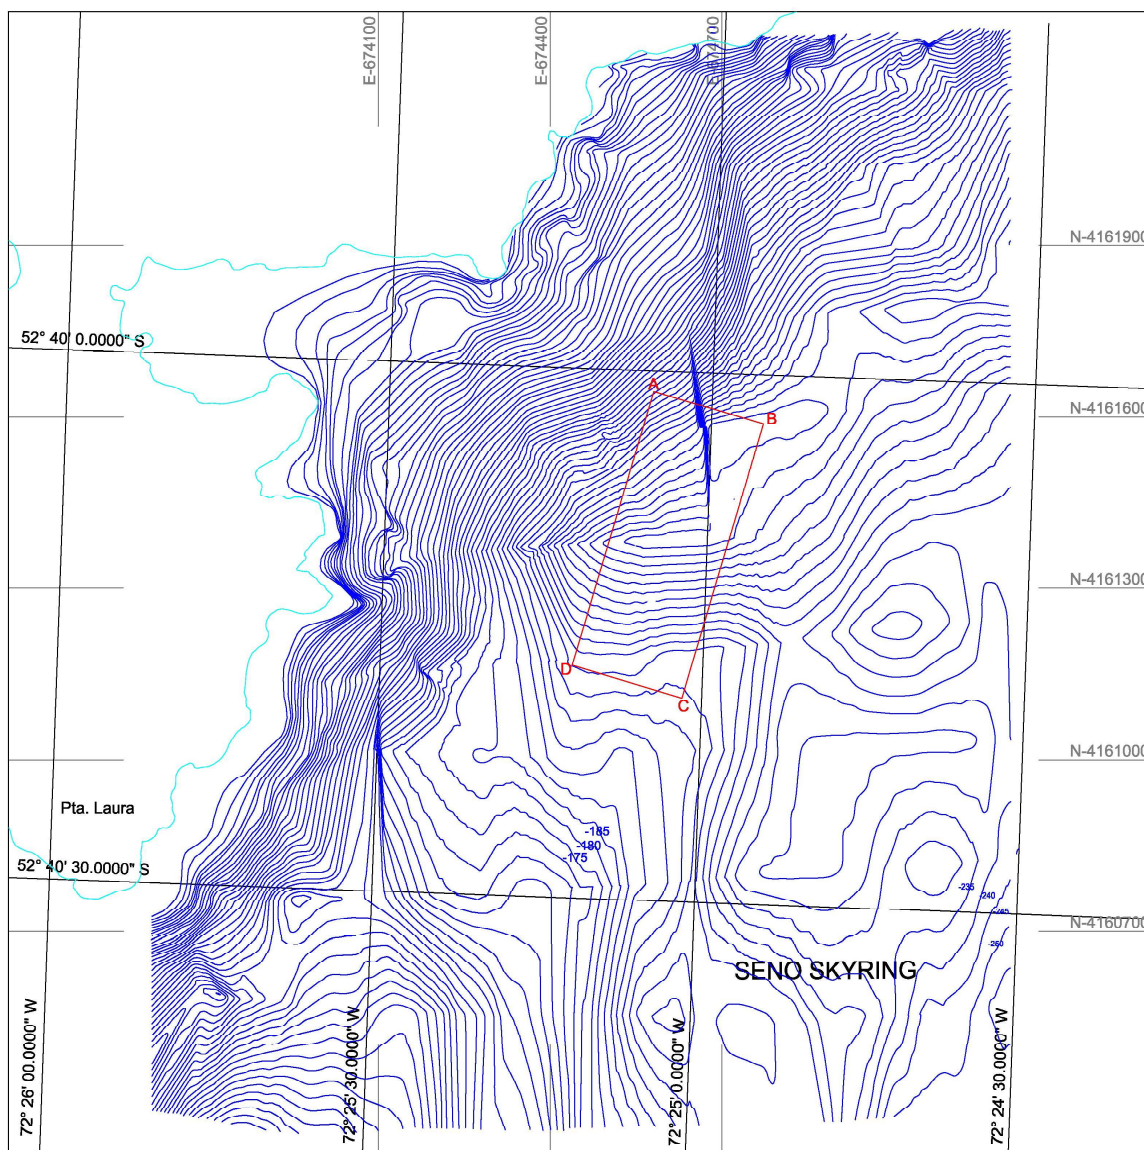 E-674100
E-674400
E-674700
N-4161900
52° 40' 0.0000" S
A
B
N-4161600
N-4161300
D
C
N-4161000
Pta. Laura
-185
-180
-175
52° 40' 30.0000" S
-235
-240
-245
N-4160700
-250
SENO SKYRING
72° 26' 00.0000" W
72° 25' 30.0000" W
72° 25' 0.0000" W
72° 24' 30.0000" W